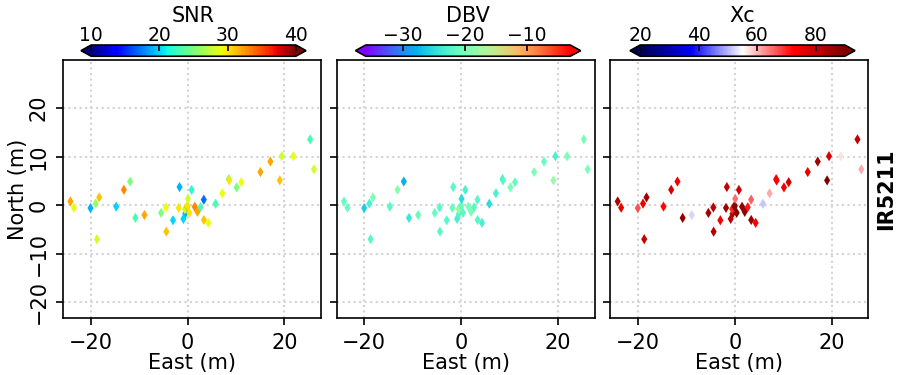 SNR DBV Xc
10 20 30 40 −30 −20 −10 20 40 60 80
20
10
0
−10
−20
North (m)
IR5211
−20 0 20 −20 0 20 −20 0 20
East (m) East (m) East (m)